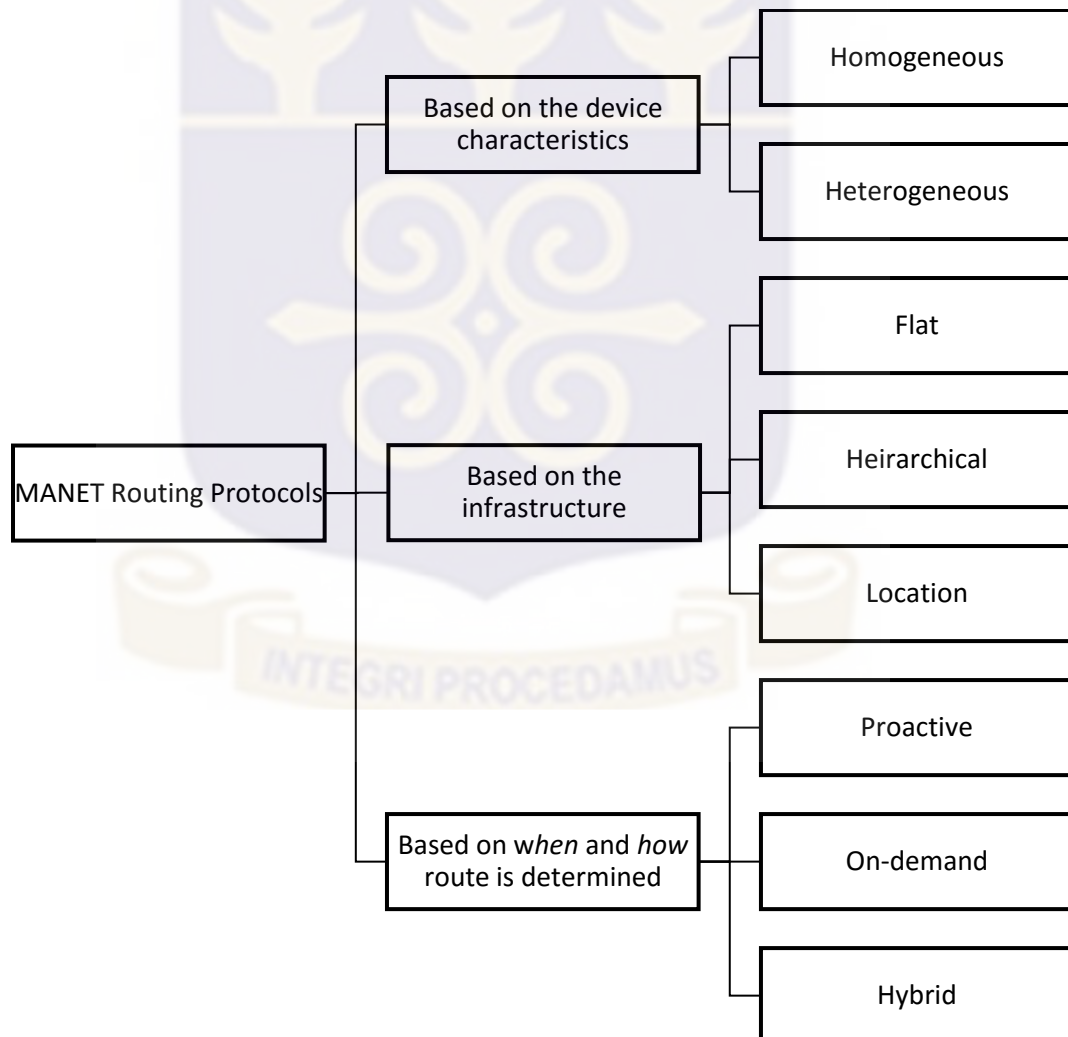 Homogeneous
Based on the device
characteristics
Heterogeneous
Flat
Heirarchical
MANET Routing Protocols
Based on the
infrastructure
Location
INTEGRI PROCEDAMUS
Proactive
Based on when and how
route is determined
On-demand
Hybrid